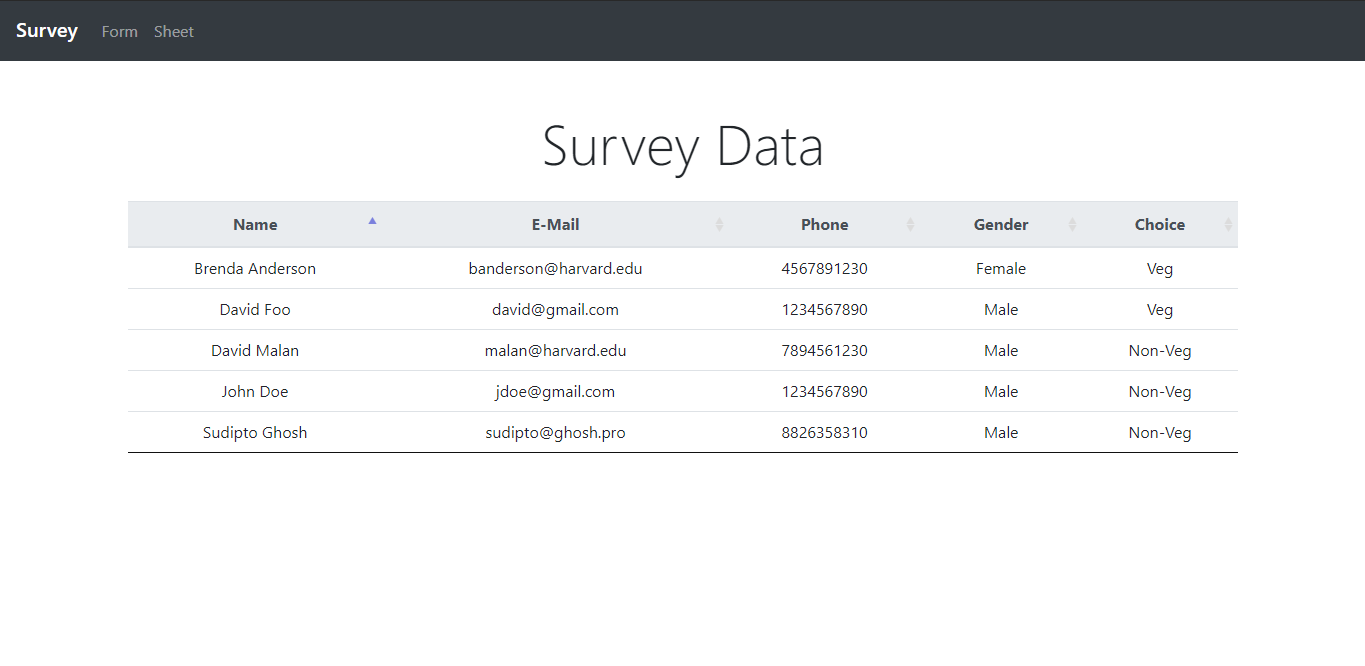 Survey Form Sheet
Survey Data
Name E-Mail Phone Gender Choice
Brenda Anderson banderson@harvard.edu 4567891230 Female Veg
David Foo david@gmail.com 1234567890 Male Veg
David Malan malan@harvard.edu 7894561230 Male Non-Veg
John Doe jdoe@gmail.com 1234567890 Male Non-Veg
Sudipto Ghosh sudipto@ghosh.pro 8826358310 Male Non-Veg